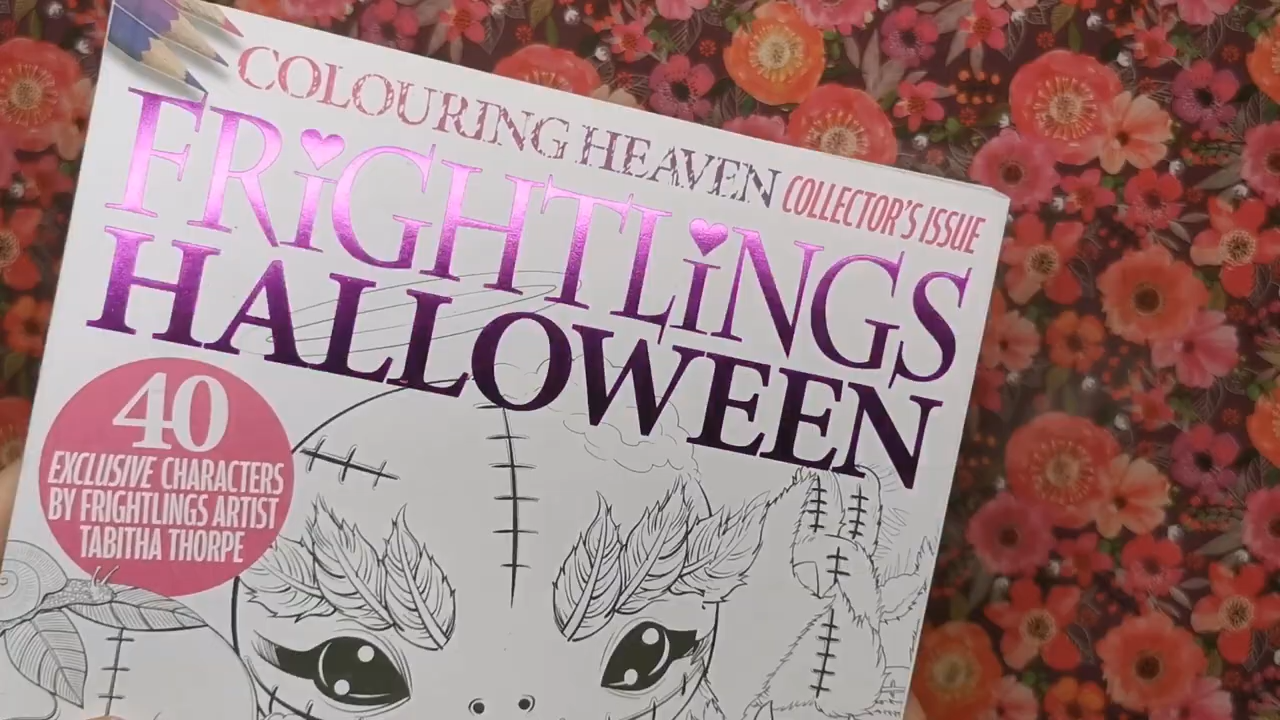 COLOURING HEAVEN COLLECTOR'S ISSUE
FRiGHTLiNGS
HALLOWEEN
40
EXCLUSIVE CHARACTERS
BY FRIGHTLINGS ARTIST
TABITHA THORPE